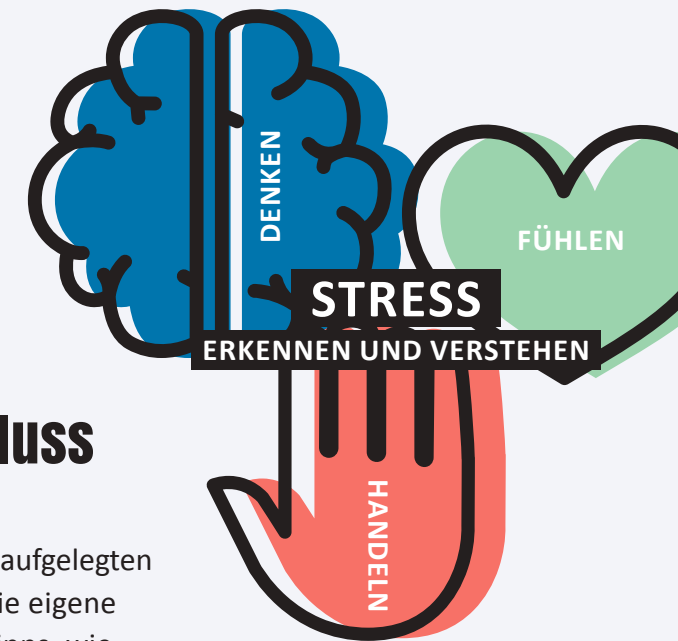 DENKEN
FÜHLEN
STRESS
ERKENNEN UND VERSTEHEN
HANDELN
luss
aufgelegten
ie eigene